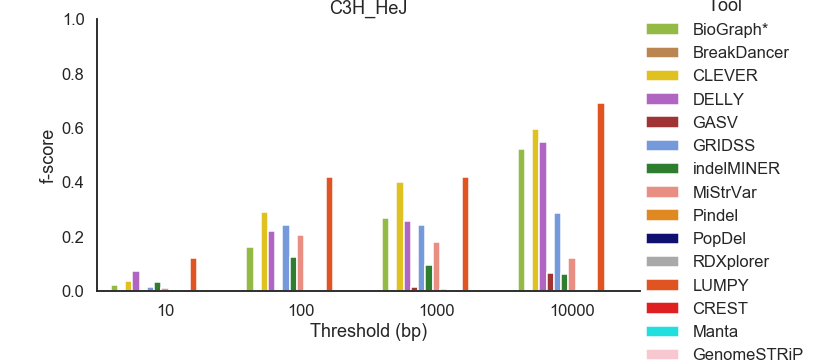 C3H_HeJ
1.0
0.8
0.6
0.4
0.2
0.0
f-score
10
100
1000
10000
Threshold (bp)
Tool
BioGraph*
BreakDancer
CLEVER
DELLY
GASV
GRIDSS
indelMINER
MiStrVar
Pindel
PopDel
RDXplorer
LUMPY
CREST
Manta
GenomeSTRiP